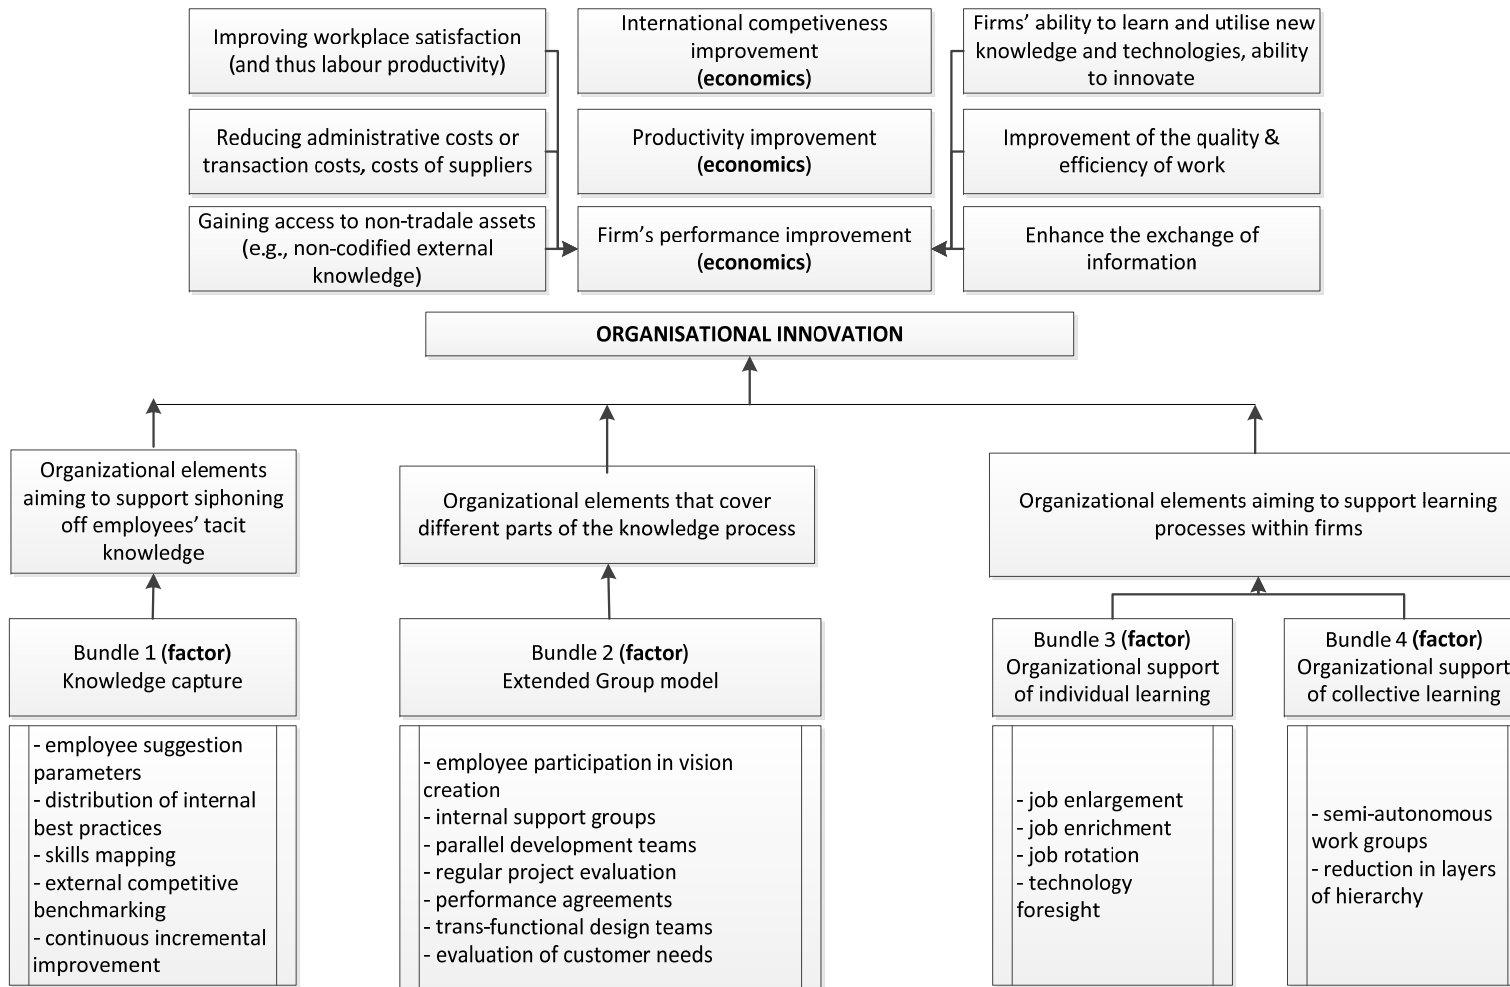 Improving workplace satisfaction
(and thus labour productivity)
International competiveness
improvement
(economics)
Firms’ ability to learn and utilise new
knowledge and technologies, ability
to innovate
Reducing administrative costs or
transaction costs, costs of suppliers
Productivity improvement
(economics)
Improvement of the quality &
efficiency of work
Gaining access to non-tradale assets
(e.g., non-codified external
knowledge)
Firm’s performance improvement
(economics)
Enhance the exchange of
information
ORGANISATIONAL INNOVATION
Organizational elements
aiming to support siphoning
off employees’ tacit
knowledge
Organizational elements that cover
different parts of the knowledge process
Organizational elements aiming to support learning
processes within firms
Bundle 1 (factor)
Knowledge capture
Bundle 2 (factor)
Extended Group model
Bundle 3 (factor)
Organizational support
of individual learning
Bundle 4 (factor)
Organizational support
of collective learning
- employee suggestion
parameters
- distribution of internal
best practices
- skills mapping
- external competitive
benchmarking
- continuous incremental
improvement
- employee participation in vision
creation
- internal support groups
- parallel development teams
- regular project evaluation
- performance agreements
- trans-functional design teams
- evaluation of customer needs
- job enlargement
- job enrichment
- job rotation
- technology
foresight
- semi-autonomous
work groups
- reduction in layers
of hierarchy